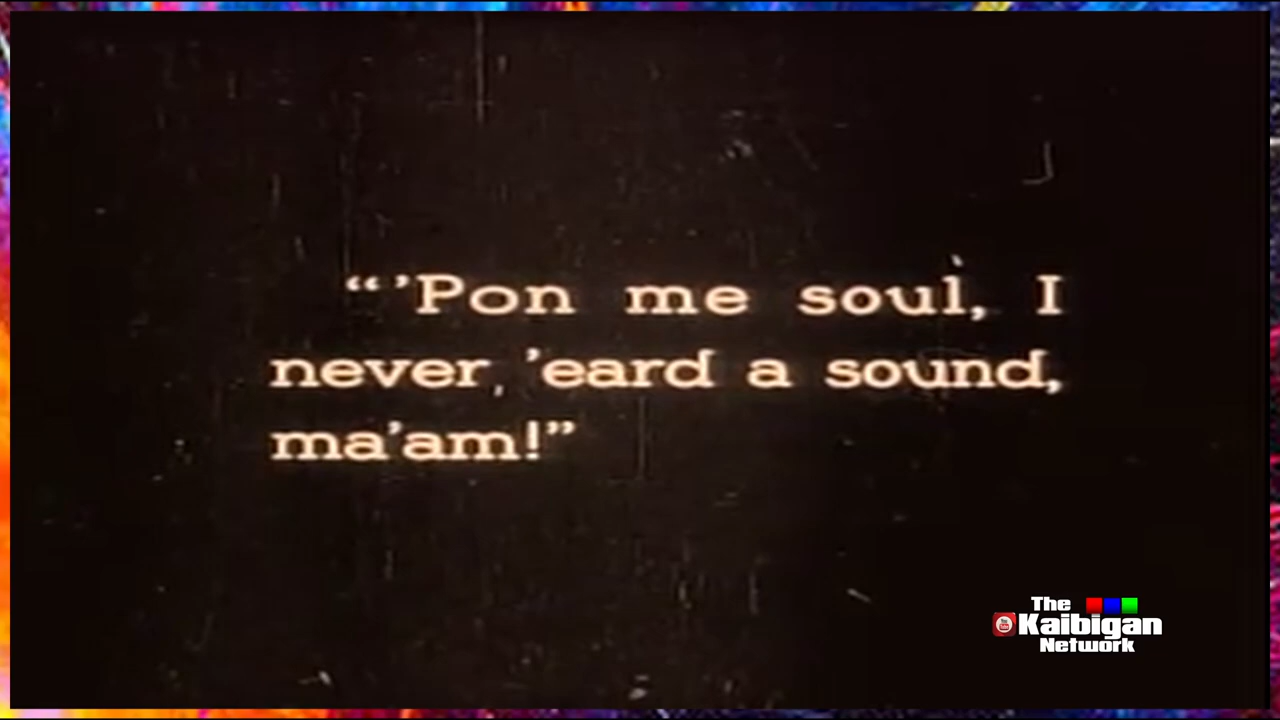 “’Pon me soul, I
never ’eard a sound,
ma’am!”
The
Kaibigan
Network